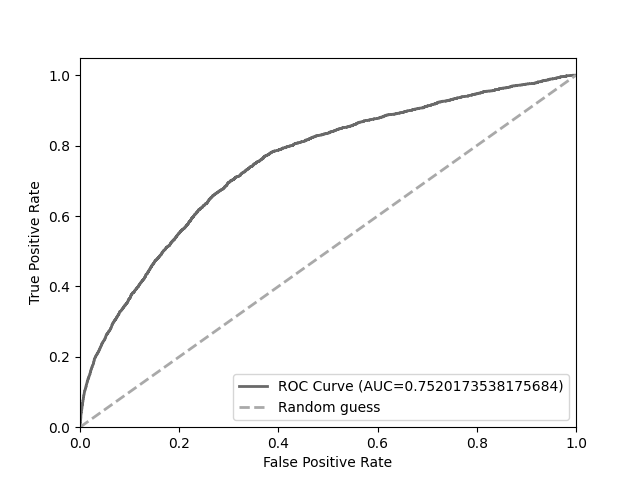 1.0
0.8
0.6
0.4
0.2
0.0
True Positive Rate
ROC Curve (AUC=0.7520173538175684)
Random guess
0.0 0.2 0.4 0.6 0.8 1.0
False Positive Rate